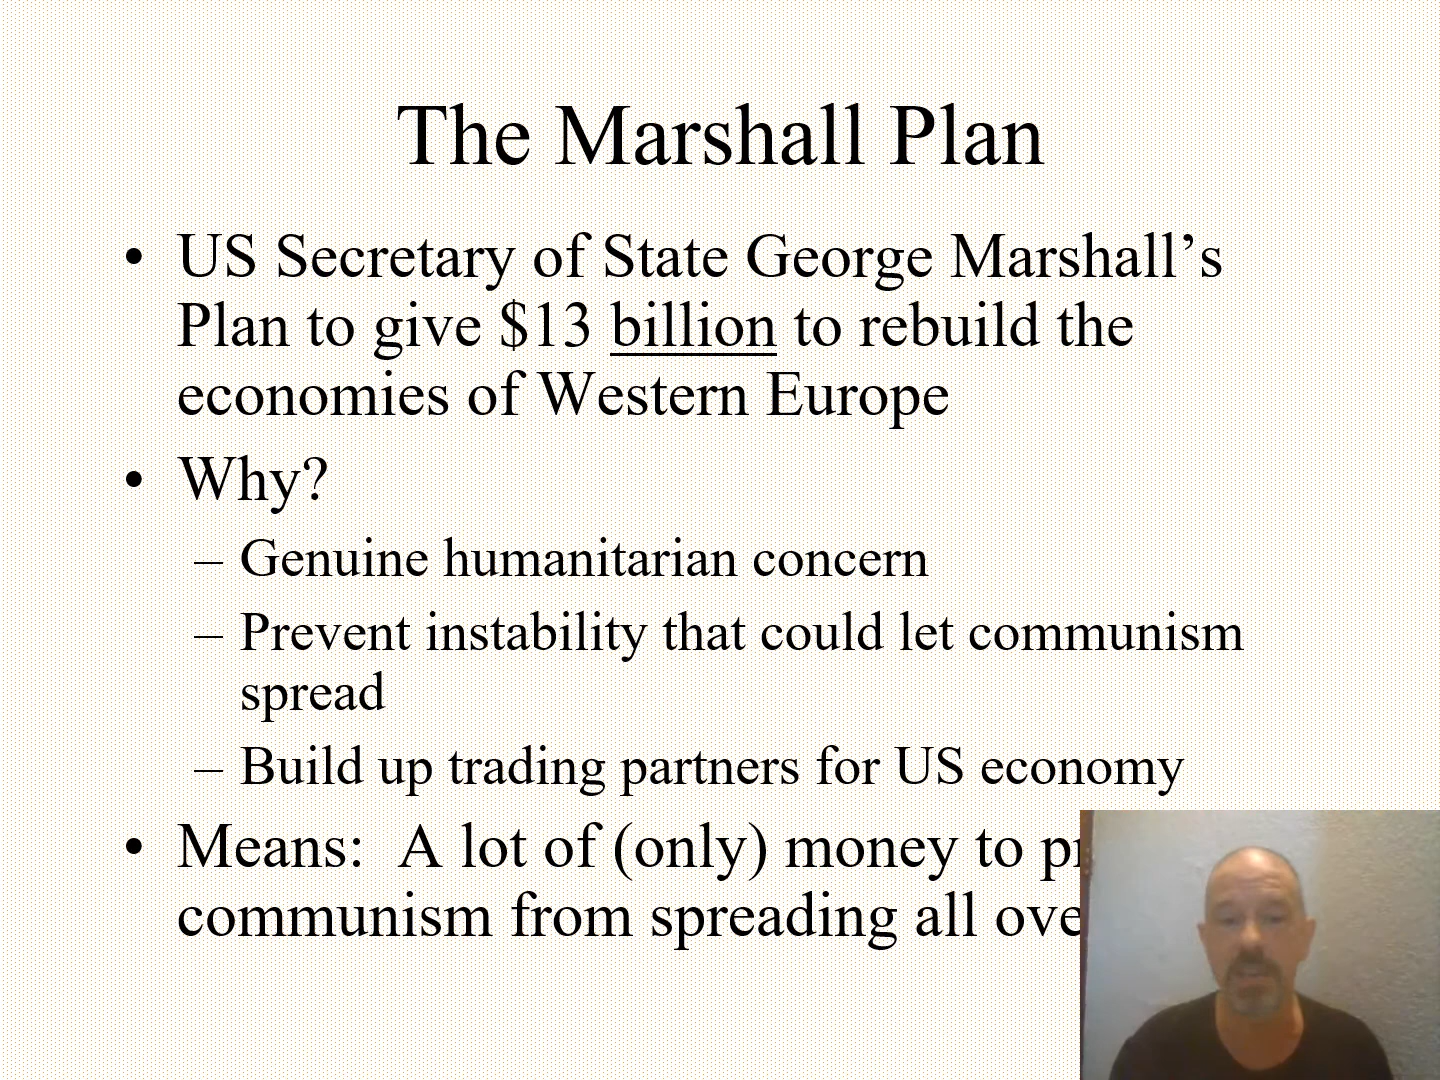 The Marshall Plan
• US Secretary of State George Marshall’s
Plan to give $13 billion to rebuild the
economies of Western Europe
• Why?
– Genuine humanitarian concern
– Prevent instability that could let communism
spread
– Build up trading partners for US economy
• Means:  A lot of (only) money to
communism from spreading all